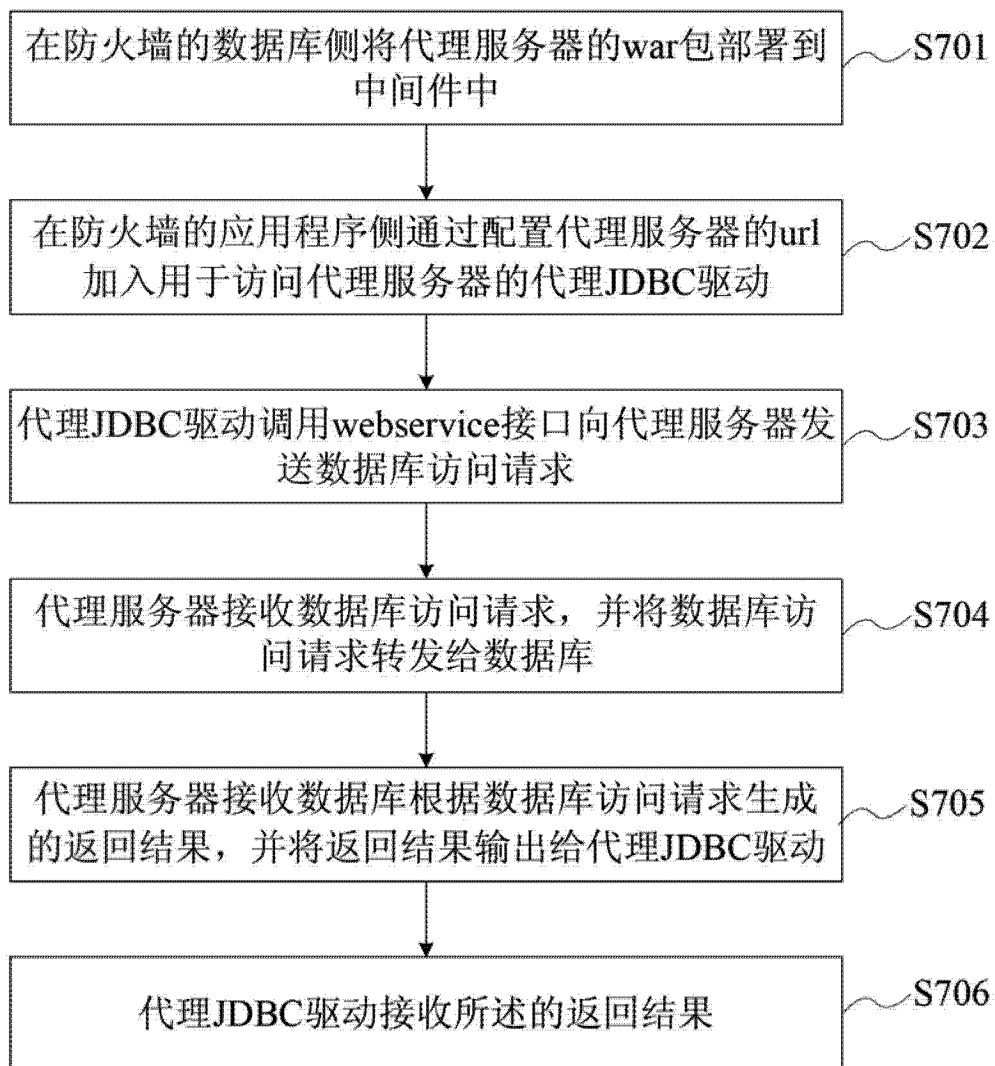 在防火墙的数据库侧将代理服务器的war包部署到
中间件中
S701
在防火墙的应用程序侧通过配置代理服务器的url
加入用于访问代理服务器的代理JDBC驱动
S702
代理JDBC驱动调用webservice接口向代理服务器发
送数据库访问请求
S703
代理服务器接收数据库访问请求，并将数据库访
问请求转发给数据库
S704
代理服务器接收数据库根据数据库访问请求生成
的返回结果，并将返回结果输出给代理JDBC驱动
S705
代理JDBC驱动接收所述的返回结果
S706